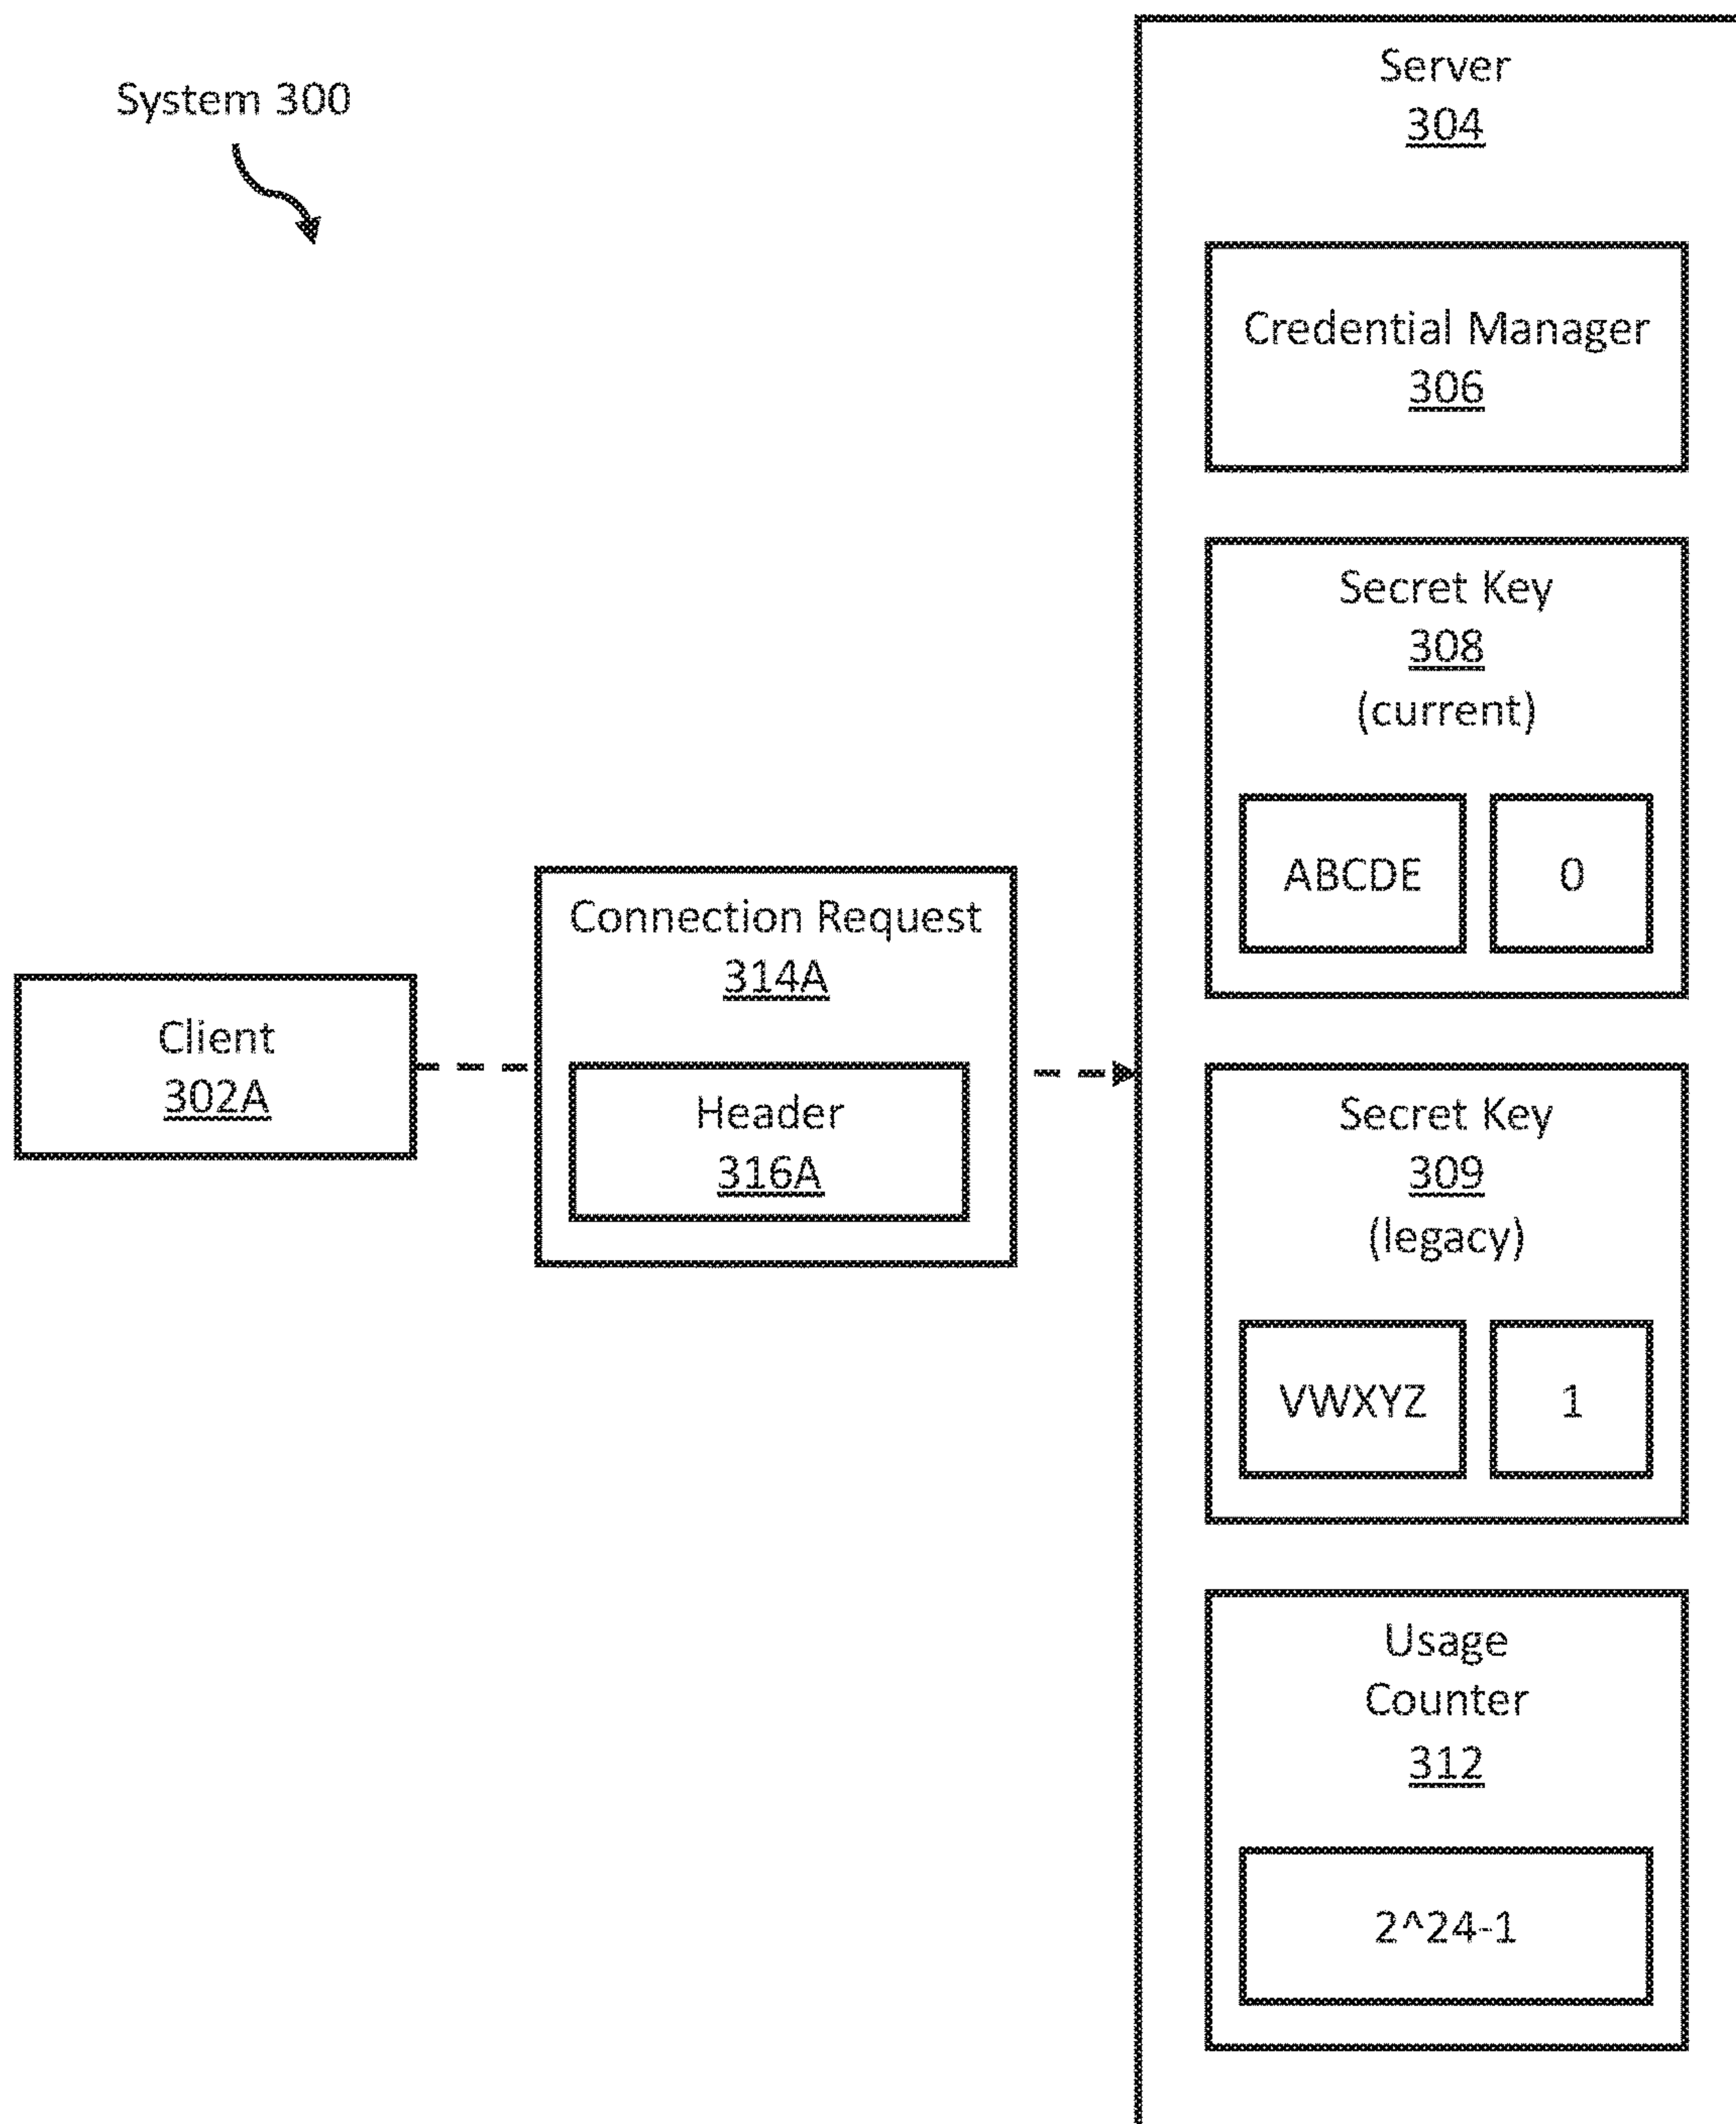 System 300
Server
304
Credential Manager
306
Secret Key
308
(current)
ABCDE 0
Connection Request
314A
Client
302A
Header
316A
Secret Key
309
(legacy)
VWXYZ 1
Usage
Counter
312
2^24-1